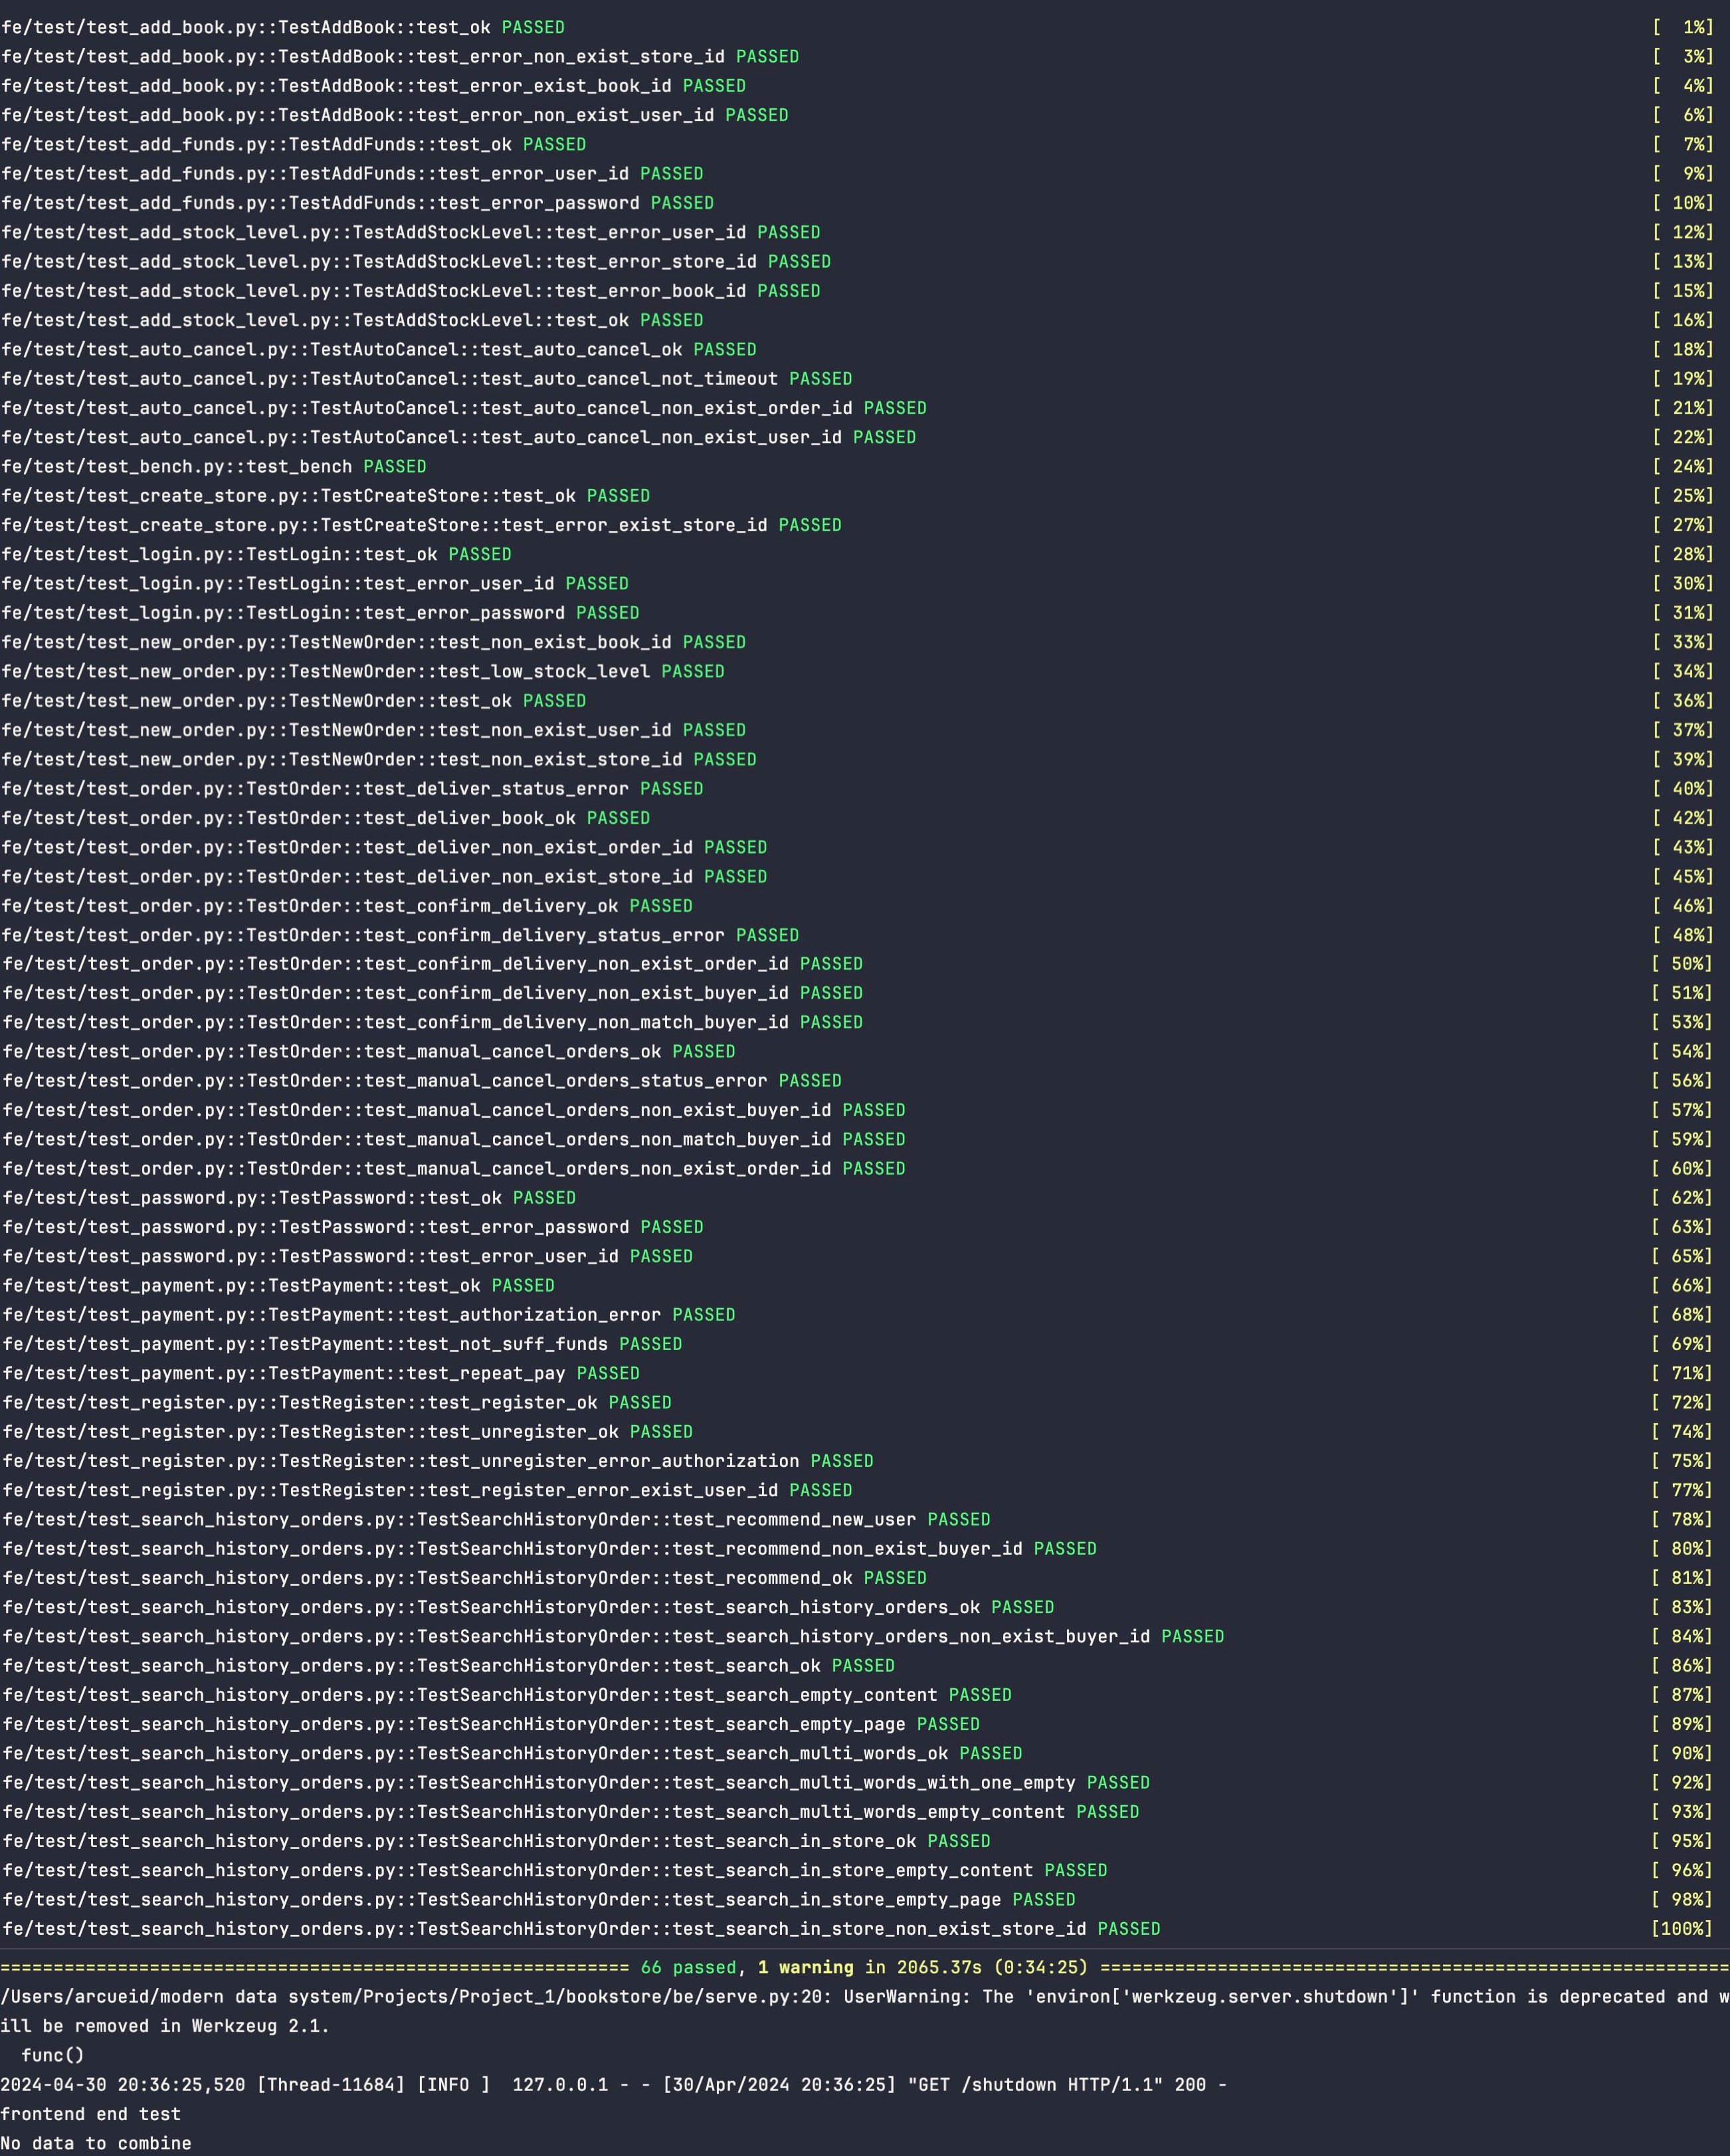 fe/test/test_add_book.py::TestAddBook::test_ok PASSED [  1%]
fe/test/test_add_book.py::TestAddBook::test_error_non_exist_store_id PASSED [  3%]
fe/test/test_add_book.py::TestAddBook::test_error_exist_book_id PASSED [  4%]
fe/test/test_add_book.py::TestAddBook::test_error_non_exist_user_id PASSED [  6%]
fe/test/test_add_funds.py::TestAddFunds::test_ok PASSED [  7%]
fe/test/test_add_funds.py::TestAddFunds::test_error_user_id PASSED [  9%]
fe/test/test_add_funds.py::TestAddFunds::test_error_password PASSED [ 10%]
fe/test/test_add_stock_level.py::TestAddStockLevel::test_error_user_id PASSED [ 12%]
fe/test/test_add_stock_level.py::TestAddStockLevel::test_error_store_id PASSED [ 13%]
fe/test/test_add_stock_level.py::TestAddStockLevel::test_error_book_id PASSED [ 15%]
fe/test/test_add_stock_level.py::TestAddStockLevel::test_ok PASSED [ 16%]
fe/test/test_auto_cancel.py::TestAutoCancel::test_auto_cancel_ok PASSED [ 18%]
fe/test/test_auto_cancel.py::TestAutoCancel::test_auto_cancel_not_timeout PASSED [ 19%]
fe/test/test_auto_cancel.py::TestAutoCancel::test_auto_cancel_non_exist_order_id PASSED [ 21%]
fe/test/test_auto_cancel.py::TestAutoCancel::test_auto_cancel_non_exist_user_id PASSED [ 22%]
fe/test/test_bench.py::test_bench PASSED [ 24%]
fe/test/test_create_store.py::TestCreateStore::test_ok PASSED [ 25%]
fe/test/test_create_store.py::TestCreateStore::test_error_exist_store_id PASSED [ 27%]
fe/test/test_login.py::TestLogin::test_ok PASSED [ 28%]
fe/test/test_login.py::TestLogin::test_error_user_id PASSED [ 30%]
fe/test/test_login.py::TestLogin::test_error_password PASSED [ 31%]
fe/test/test_new_order.py::TestNewOrder::test_non_exist_book_id PASSED [ 33%]
fe/test/test_new_order.py::TestNewOrder::test_low_stock_level PASSED [ 34%]
fe/test/test_new_order.py::TestNewOrder::test_ok PASSED [ 36%]
fe/test/test_new_order.py::TestNewOrder::test_non_exist_user_id PASSED [ 37%]
fe/test/test_new_order.py::TestNewOrder::test_non_exist_store_id PASSED [ 39%]
fe/test/test_order.py::TestOrder::test_deliver_status_error PASSED [ 40%]
fe/test/test_order.py::TestOrder::test_deliver_book_ok PASSED [ 42%]
fe/test/test_order.py::TestOrder::test_deliver_non_exist_order_id PASSED [ 43%]
fe/test/test_order.py::TestOrder::test_deliver_non_exist_store_id PASSED [ 45%]
fe/test/test_order.py::TestOrder::test_confirm_delivery_ok PASSED [ 46%]
fe/test/test_order.py::TestOrder::test_confirm_delivery_status_error PASSED [ 48%]
fe/test/test_order.py::TestOrder::test_confirm_delivery_non_exist_order_id PASSED [ 50%]
fe/test/test_order.py::TestOrder::test_confirm_delivery_non_exist_buyer_id PASSED [ 51%]
fe/test/test_order.py::TestOrder::test_confirm_delivery_non_match_buyer_id PASSED [ 53%]
fe/test/test_order.py::TestOrder::test_manual_cancel_orders_ok PASSED [ 54%]
fe/test/test_order.py::TestOrder::test_manual_cancel_orders_status_error PASSED [ 56%]
fe/test/test_order.py::TestOrder::test_manual_cancel_orders_non_exist_buyer_id PASSED [ 57%]
fe/test/test_order.py::TestOrder::test_manual_cancel_orders_non_match_buyer_id PASSED [ 59%]
fe/test/test_order.py::TestOrder::test_manual_cancel_orders_non_exist_order_id PASSED [ 60%]
fe/test/test_password.py::TestPassword::test_ok PASSED [ 62%]
fe/test/test_password.py::TestPassword::test_error_password PASSED [ 63%]
fe/test/test_password.py::TestPassword::test_error_user_id PASSED [ 65%]
fe/test/test_payment.py::TestPayment::test_ok PASSED [ 66%]
fe/test/test_payment.py::TestPayment::test_authorization_error PASSED [ 68%]
fe/test/test_payment.py::TestPayment::test_not_suff_funds PASSED [ 69%]
fe/test/test_payment.py::TestPayment::test_repeat_pay PASSED [ 71%]
fe/test/test_register.py::TestRegister::test_register_ok PASSED [ 72%]
fe/test/test_register.py::TestRegister::test_unregister_ok PASSED [ 74%]
fe/test/test_register.py::TestRegister::test_unregister_error_authorization PASSED [ 75%]
fe/test/test_register.py::TestRegister::test_register_error_exist_user_id PASSED [ 77%]
fe/test/test_search_history_orders.py::TestSearchHistoryOrder::test_recommend_new_user PASSED [ 78%]
fe/test/test_search_history_orders.py::TestSearchHistoryOrder::test_recommend_non_exist_buyer_id PASSED [ 80%]
fe/test/test_search_history_orders.py::TestSearchHistoryOrder::test_recommend_ok PASSED [ 81%]
fe/test/test_search_history_orders.py::TestSearchHistoryOrder::test_search_history_orders_ok PASSED [ 83%]
fe/test/test_search_history_orders.py::TestSearchHistoryOrder::test_search_history_orders_non_exist_buyer_id PASSED [ 84%]
fe/test/test_search_history_orders.py::TestSearchHistoryOrder::test_search_ok PASSED [ 86%]
fe/test/test_search_history_orders.py::TestSearchHistoryOrder::test_search_empty_content PASSED [ 87%]
fe/test/test_search_history_orders.py::TestSearchHistoryOrder::test_search_empty_page PASSED [ 89%]
fe/test/test_search_history_orders.py::TestSearchHistoryOrder::test_search_multi_words_ok PASSED [ 90%]
fe/test/test_search_history_orders.py::TestSearchHistoryOrder::test_search_multi_words_with_one_empty PASSED [ 92%]
fe/test/test_search_history_orders.py::TestSearchHistoryOrder::test_search_multi_words_empty_content PASSED [ 93%]
fe/test/test_search_history_orders.py::TestSearchHistoryOrder::test_search_in_store_ok PASSED [ 95%]
fe/test/test_search_history_orders.py::TestSearchHistoryOrder::test_search_in_store_empty_content PASSED [ 96%]
fe/test/test_search_history_orders.py::TestSearchHistoryOrder::test_search_in_store_empty_page PASSED [ 98%]
fe/test/test_search_history_orders.py::TestSearchHistoryOrder::test_search_in_store_non_exist_store_id PASSED [100%]
=========================================================== 66 passed, 1 warning in 2065.37s (0:34:25) ===========================================================
/Users/arcueid/modern data system/Projects/Project_1/bookstore/be/serve.py:20: UserWarning: The 'environ['werkzeug.server.shutdown']' function is deprecated and w
ill be removed in Werkzeug 2.1.
  func()
2024-04-30 20:36:25,520 [Thread-11684] [INFO ]  127.0.0.1 - - [30/Apr/2024 20:36:25] "GET /shutdown HTTP/1.1" 200 -
frontend end test
No data to combine